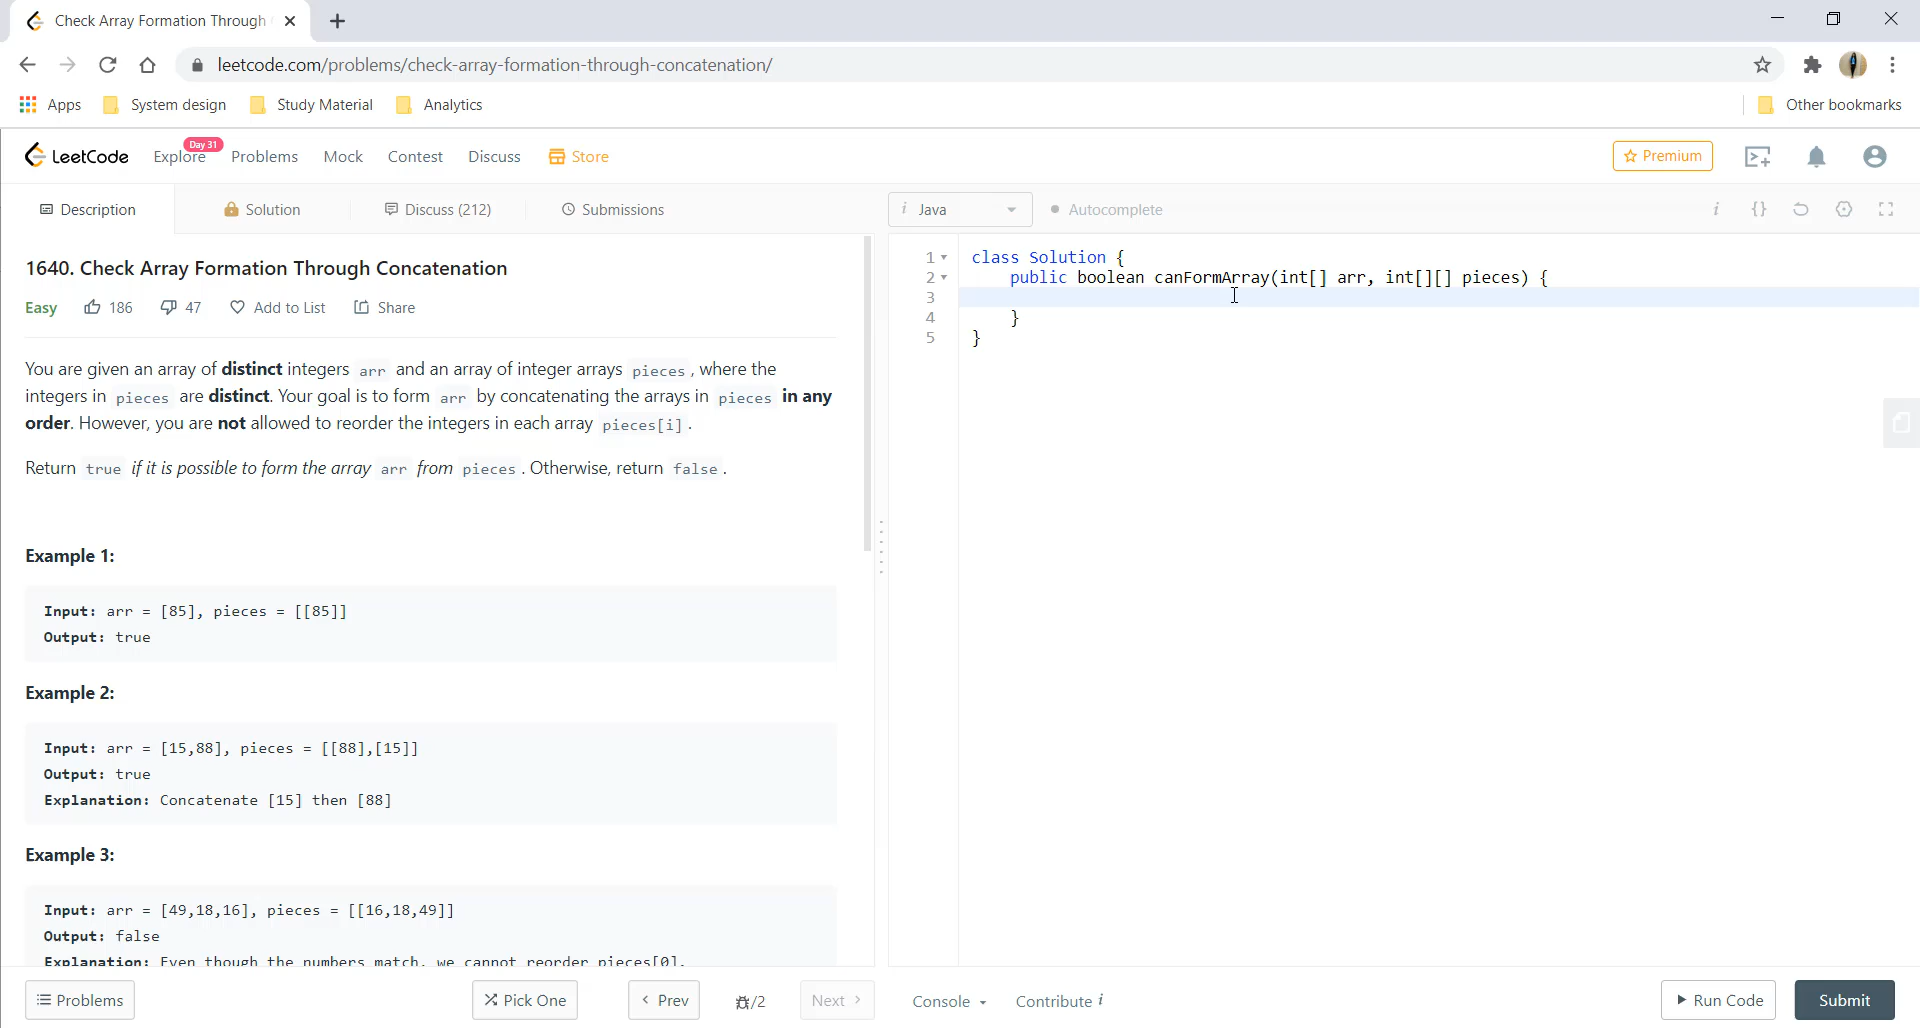 Check Array Formation Through
leetcode.com/problems/check-array-formation-through-concatenation/
Apps System design Study Material Analytics Other bookmarks
LeetCode Explore Day 31 Problems Mock Contest Discuss Store Premium
Description Solution Discuss (212) Submissions
i Java Autocomplete i {}
1640. Check Array Formation Through Concatenation
Easy 186 47 Add to List Share
You are given an array of distinct integers arr and an array of integer arrays pieces, where the
integers in pieces are distinct. Your goal is to form arr by concatenating the arrays in pieces in any
order. However, you are not allowed to reorder the integers in each array pieces[i].
Return true if it is possible to form the array arr from pieces. Otherwise, return false.
Example 1:
Input: arr = [85], pieces = [[85]]
Output: true
Example 2:
Input: arr = [15,88], pieces = [[88],[15]]
Output: true
Explanation: Concatenate [15] then [88]
Example 3:
Input: arr = [49,18,16], pieces = [[16,18,49]]
Output: false
Explanation: Even though the numbers match, we cannot reorder pieces[0].
1 class Solution {
2 public boolean canFormArray(int[] arr, int[][] pieces) {
3
4 }
5 }
Problems Pick One Prev /2 Next Console Contribute i Run Code Submit